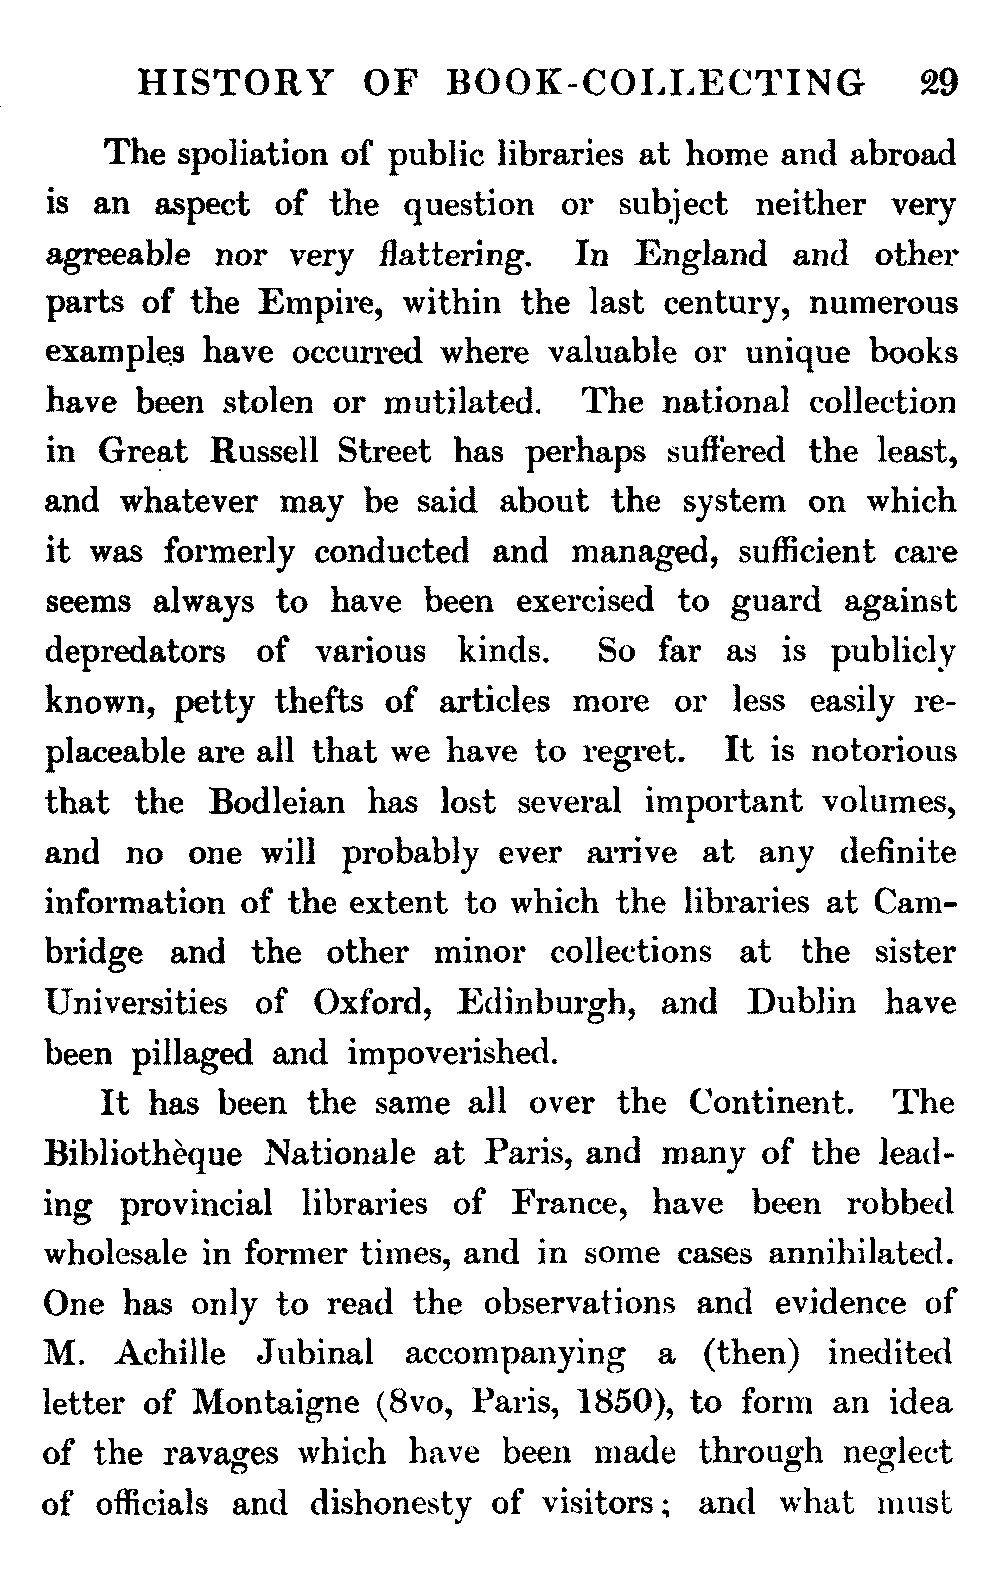 HISTORY OF BOOK-COLLECTING 29
The spoliation of public libraries at home and abroad
is an aspect of the question or subject neither very
agreeable nor very flattering. In England and other
parts of the Empire, within the last century, numerous
examples have occurred where valuable or unique books
have been stolen or mutilated. The national collection
in Great Russell Street has perhaps suffered the least,
and whatever may be said about the system on which
it was formerly conducted and managed, sufficient care
seems always to have been exercised to guard against
depredators of various kinds. So far as is publicly
known, petty thefts of articles more or less easily re-
placeable are all that we have to regret. It is notorious
that the Bodleian has lost several important volumes,
and no one will probably ever arrive at any definite
information of the extent to which the libraries at Cam-
bridge and the other minor collections at the sister
Universities of Oxford, Edinburgh, and Dublin have
been pillaged and impoverished.
It has been the same all over the Continent. The
Bibliothèque Nationale at Paris, and many of the lead-
ing provincial libraries of France, have been robbed
wholesale in former times, and in some cases annihilated.
One has only to read the observations and evidence of
M. Achille Jubinal accompanying a (then) inedited
letter of Montaigne (8vo, Paris, 1850), to form an idea
of the ravages which have been made through neglect
of officials and dishonesty of visitors; and what must